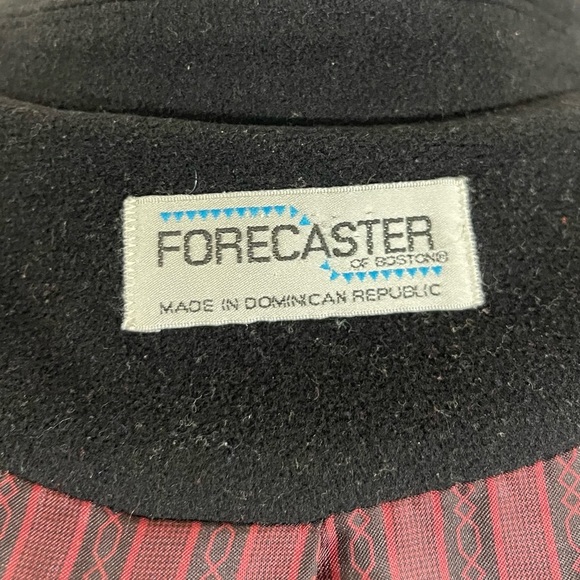 FORECASTER
OF BOSTON®
MADE IN DOMINICAN REPUBLIC